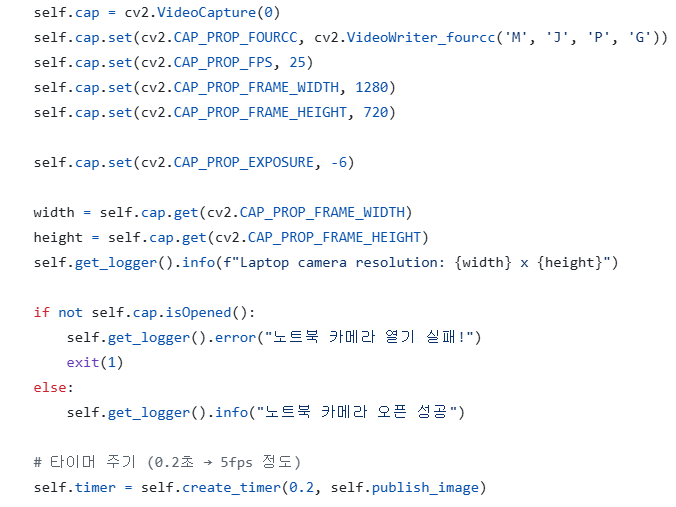 self.cap = cv2.VideoCapture(0)
self.cap.set(cv2.CAP_PROP_FOURCC, cv2.VideoWriter_fourcc('M', 'J', 'P', 'G'))
self.cap.set(cv2.CAP_PROP_FPS, 25)
self.cap.set(cv2.CAP_PROP_FRAME_WIDTH, 1280)
self.cap.set(cv2.CAP_PROP_FRAME_HEIGHT, 720)
self.cap.set(cv2.CAP_PROP_EXPOSURE, -6)
width = self.cap.get(cv2.CAP_PROP_FRAME_WIDTH)
height = self.cap.get(cv2.CAP_PROP_FRAME_HEIGHT)
self.get_logger().info(f"Laptop camera resolution: {width} x {height}")
if not self.cap.isOpened():
    self.get_logger().error("노트북 카메라 열기 실패!")
    exit(1)
else:
    self.get_logger().info("노트북 카메라 오픈 성공")
# 타이머 주기 (0.2초 → 5fps 정도)
self.timer = self.create_timer(0.2, self.publish_image)